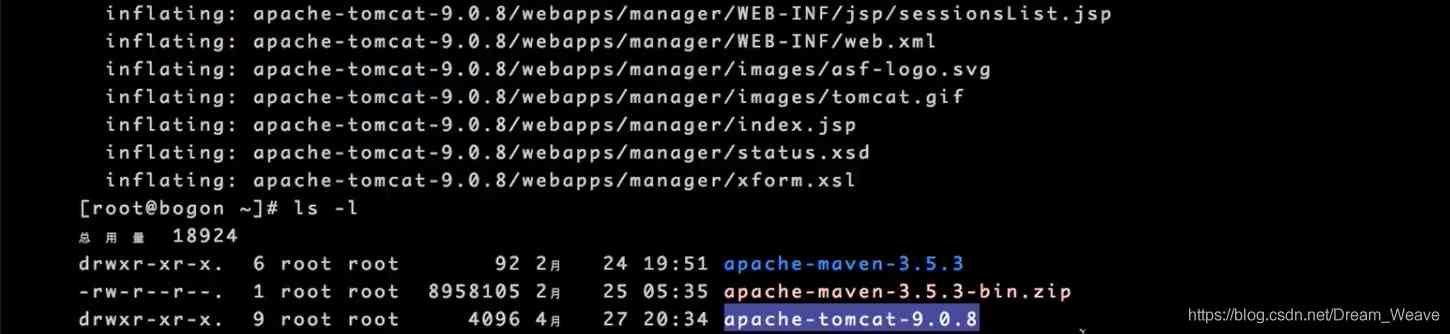 inflating: apache-tomcat-9.0.8/webapps/manager/WEB-INF/jsp/sessionsList.jsp
inflating: apache-tomcat-9.0.8/webapps/manager/WEB-INF/web.xml
inflating: apache-tomcat-9.0.8/webapps/manager/images/asf-logo.svg
inflating: apache-tomcat-9.0.8/webapps/manager/images/tomcat.gif
inflating: apache-tomcat-9.0.8/webapps/manager/index.jsp
inflating: apache-tomcat-9.0.8/webapps/manager/status.xsd
inflating: apache-tomcat-9.0.8/webapps/manager/xform.xsl
[root@bogon ~]# ls -l
总用量 18924
drwxr-xr-x. 6 root root 92 2月 24 19:51 apache-maven-3.5.3
-rw-r--r--. 1 root root 8958105 2月 25 05:35 apache-maven-3.5.3-bin.zip
drwxr-xr-x. 9 root root 4096 4月 27 20:34 apache-tomcat-9.0.8
https://blog.csdn.net/Dream_Weave